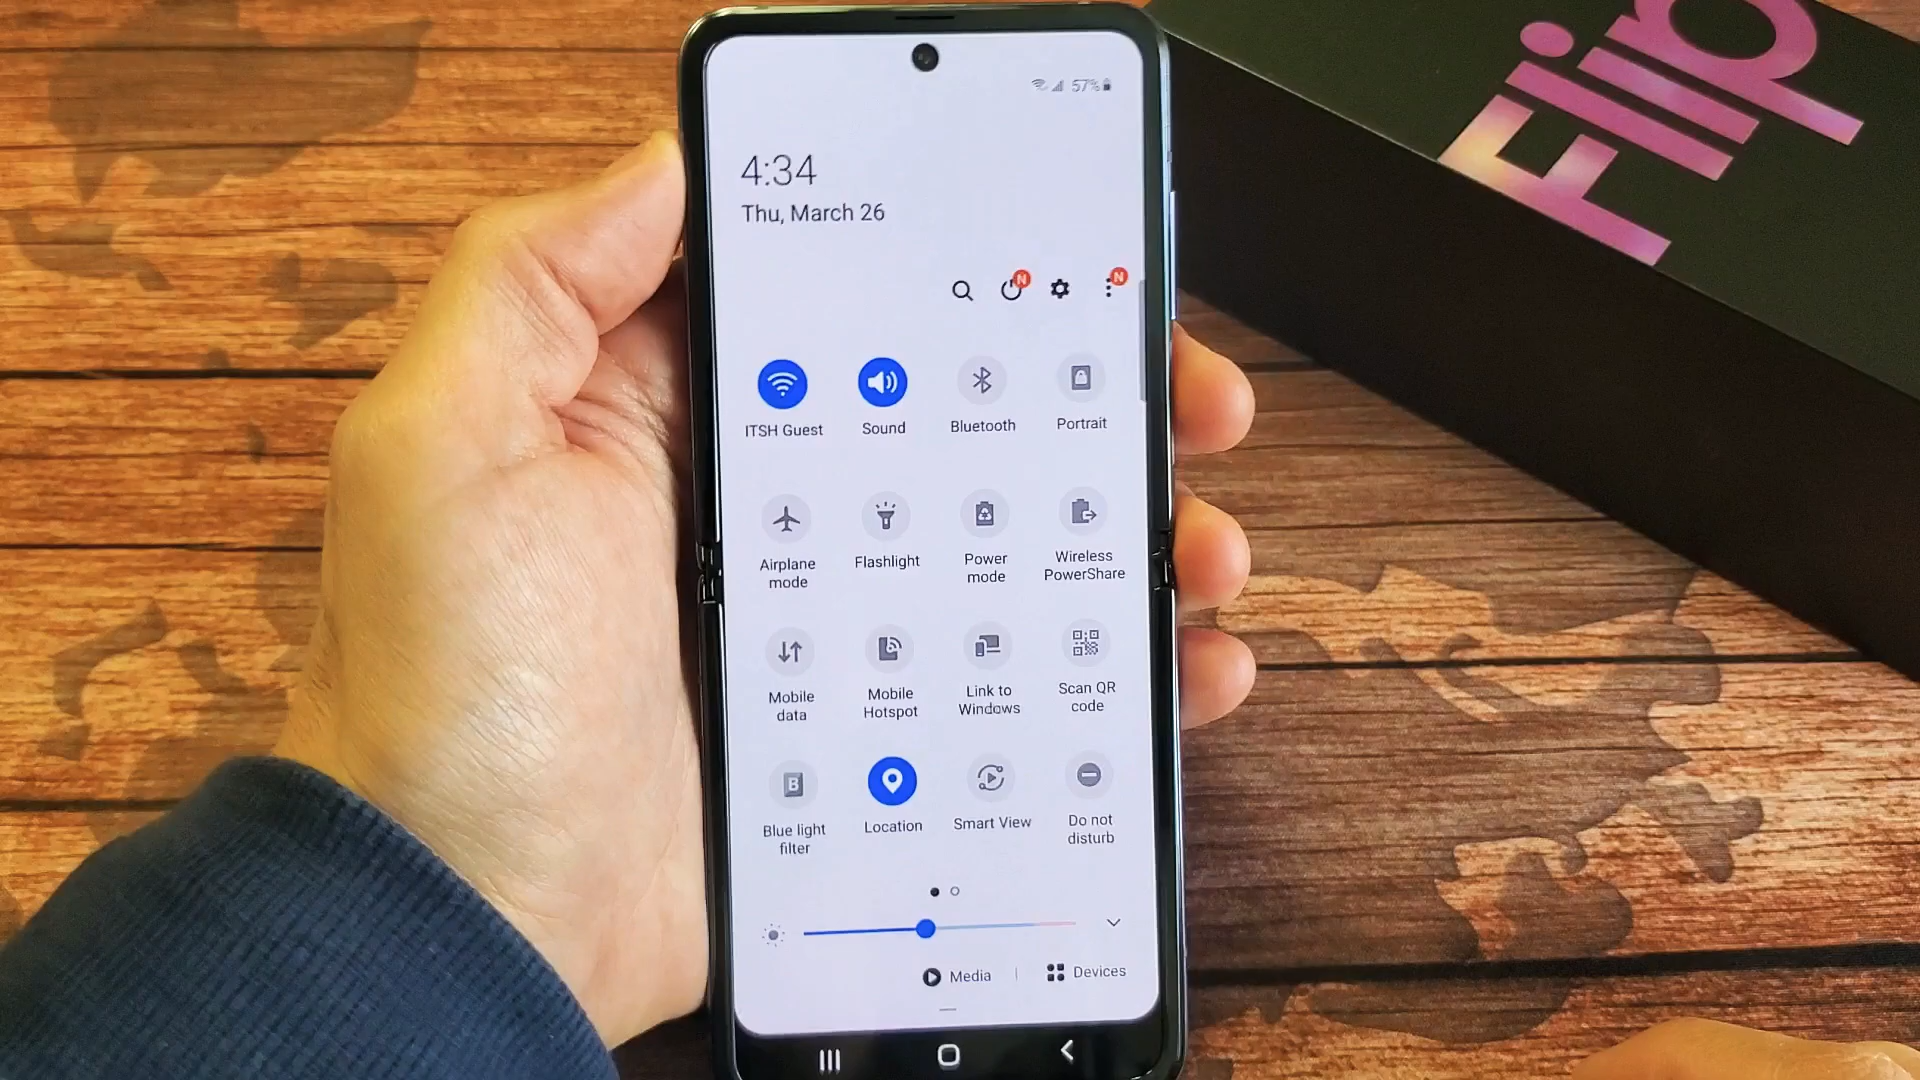 Flip
57%
4:34
Thu, March 26
N
N
ITSH Guest
Sound
Bluetooth
Portrait
Airplane
mode
Flashlight
Power
mode
Wireless
PowerShare
Mobile
data
Mobile
Hotspot
Link to
Windows
Scan QR
code
B
Blue light
filter
Location
Smart View
Do not
disturb
Media
Devices